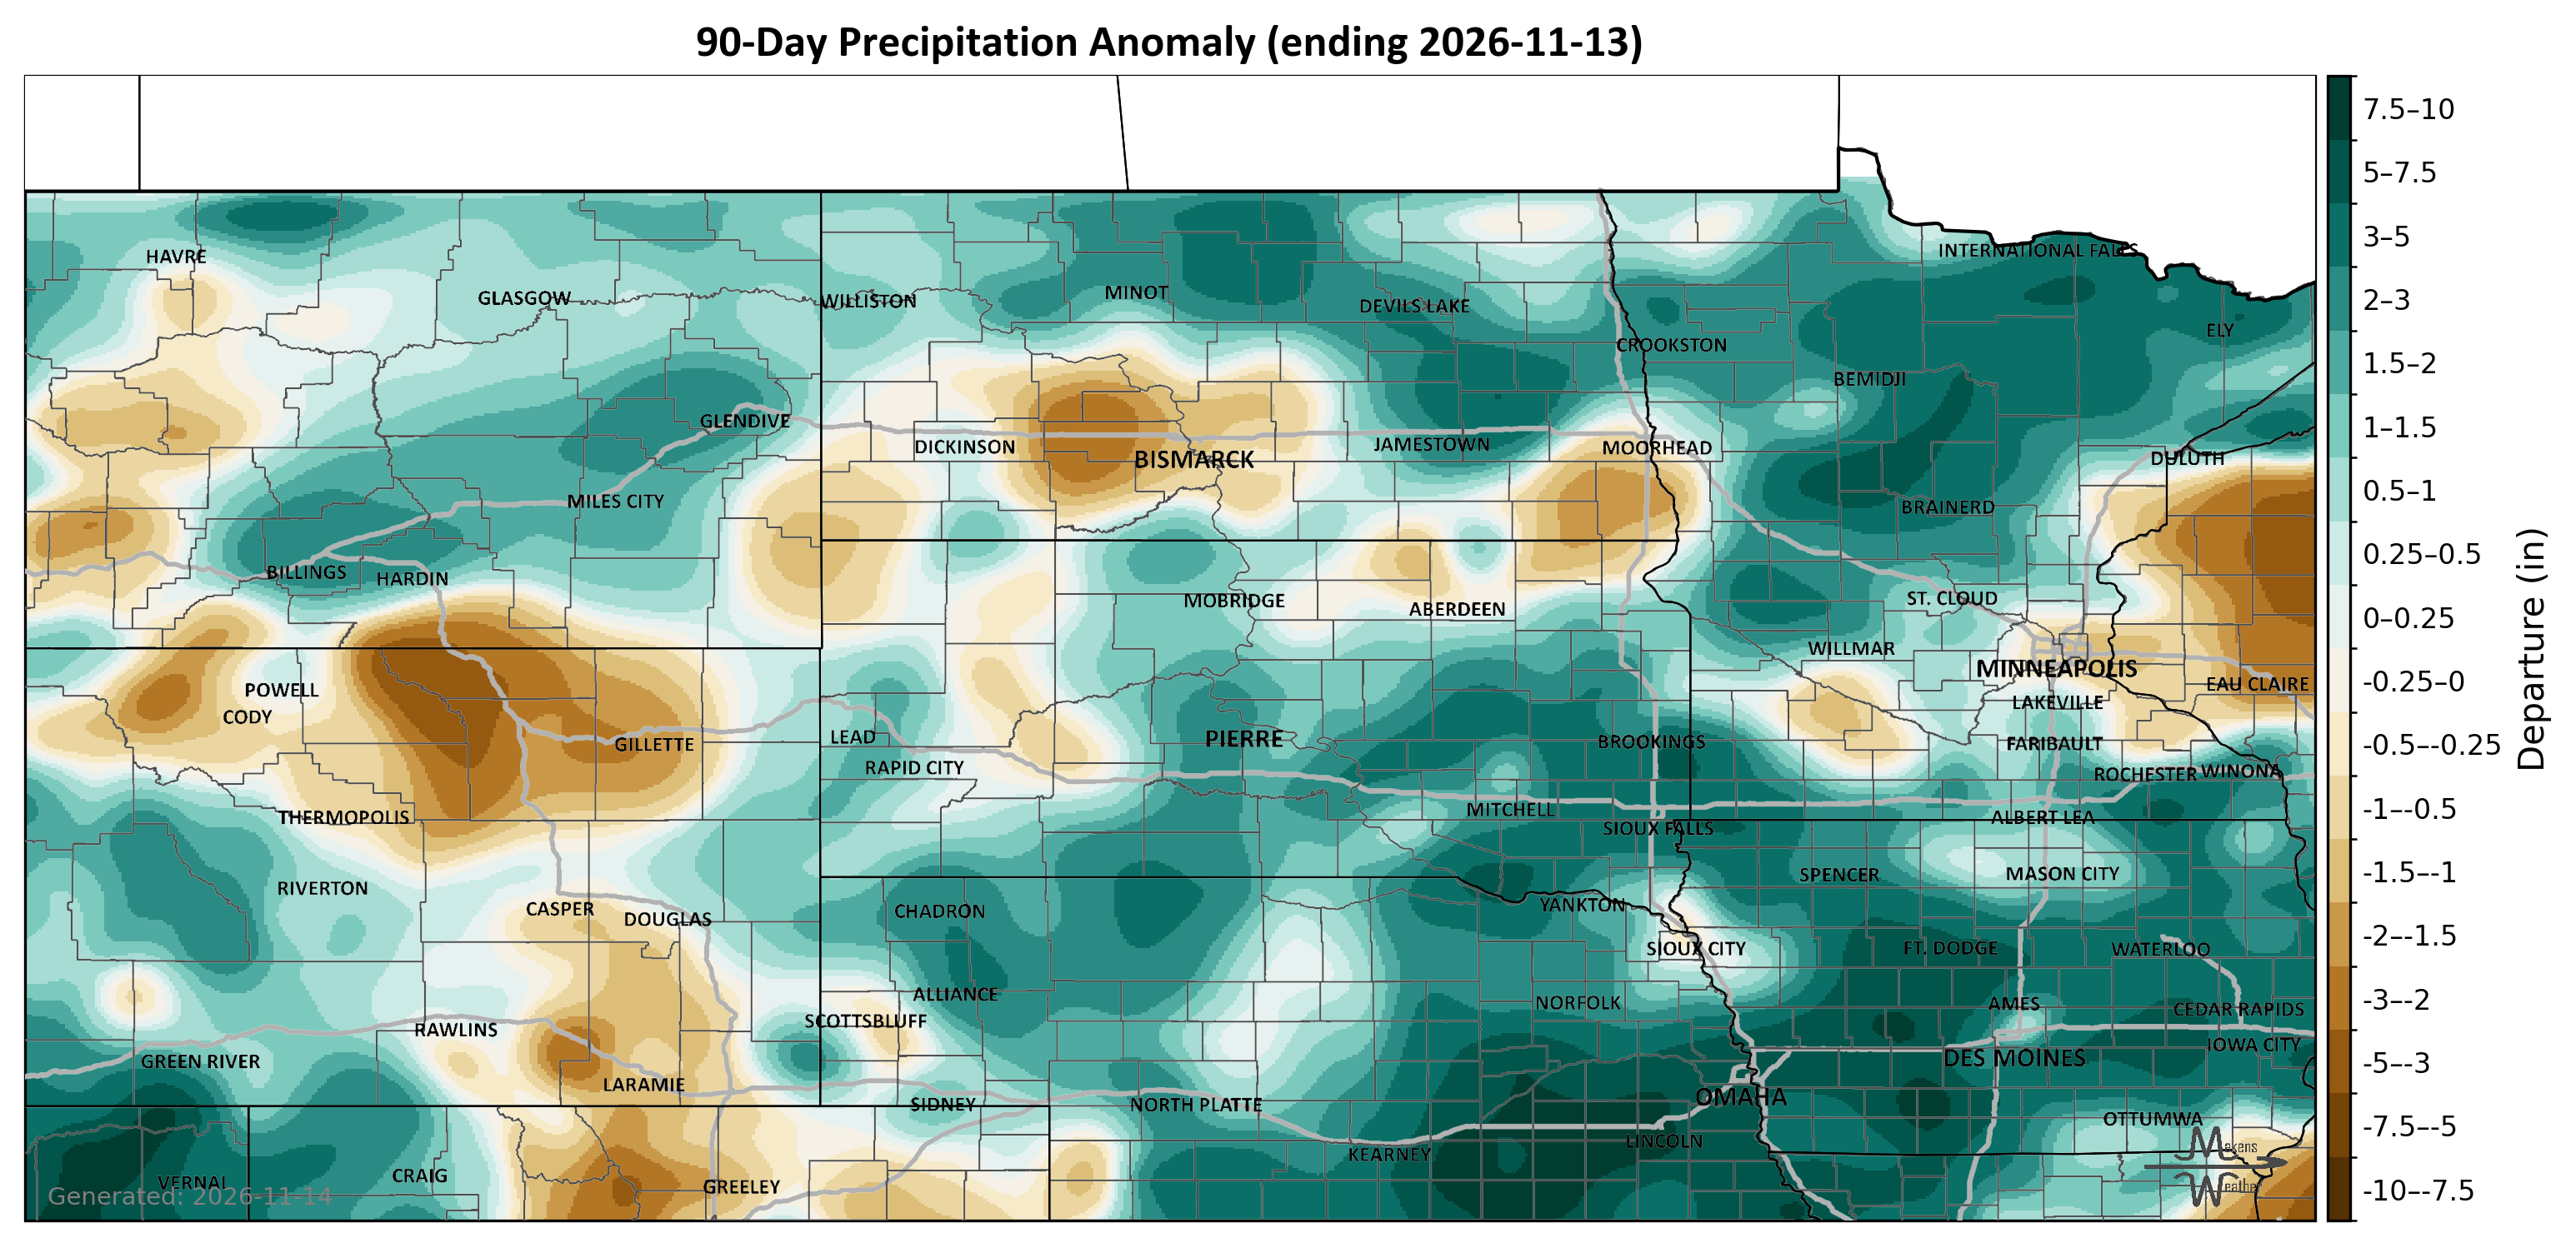 90-Day Precipitation Anomaly (ending 2026-11-13)
7.5–10
5–7.5
3–5
2–3
1.5–2
1–1.5
0.5–1
0.25–0.5
0–0.25
-0.25–0
-0.5–-0.25
-1–-0.5
-1.5–-1
-2–-1.5
-3–-2
-5–-3
-7.5–-5
-10–-7.5
Departure (in)
HAVRE
INTERNATIONAL FALLS
GLASGOW
WILLISTON
MINOT
DEVILS LAKE
ELY
CROOKSTON
BEMIDJI
GLENDIVE
DICKINSON
BISMARCK
JAMESTOWN
MOORHEAD
DULUTH
MILES CITY
BRAINERD
BILLINGS
HARDIN
MOBRIDGE
ABERDEEN
ST. CLOUD
WILLMAR
MINNEAPOLIS
POWELL
EAU CLAIRE
CODY
LAKEVILLE
GILLETTE
LEAD
PIERRE
BROOKINGS
FARIBAULT
RAPID CITY
ROCHESTER
WINONA
THERMOPOLIS
MITCHELL
ALBERT LEA
SIOUX FALLS
RIVERTON
SPENCER
MASON CITY
CASPER
DOUGLAS
CHADRON
YANKTON
SIOUX CITY
FT. DODGE
WATERLOO
ALLIANCE
NORFOLK
AMES
CEDAR RAPIDS
RAWLINS
SCOTTSBLUFF
GREEN RIVER
DES MOINES
IOWA CITY
LARAMIE
SIDNEY
NORTH PLATTE
OMAHA
OTTUMWA
LINCOLN
KEARNEY
VERNAL
CRAIG
GREELEY
Generated: 2026-11-14
Makens
Weather